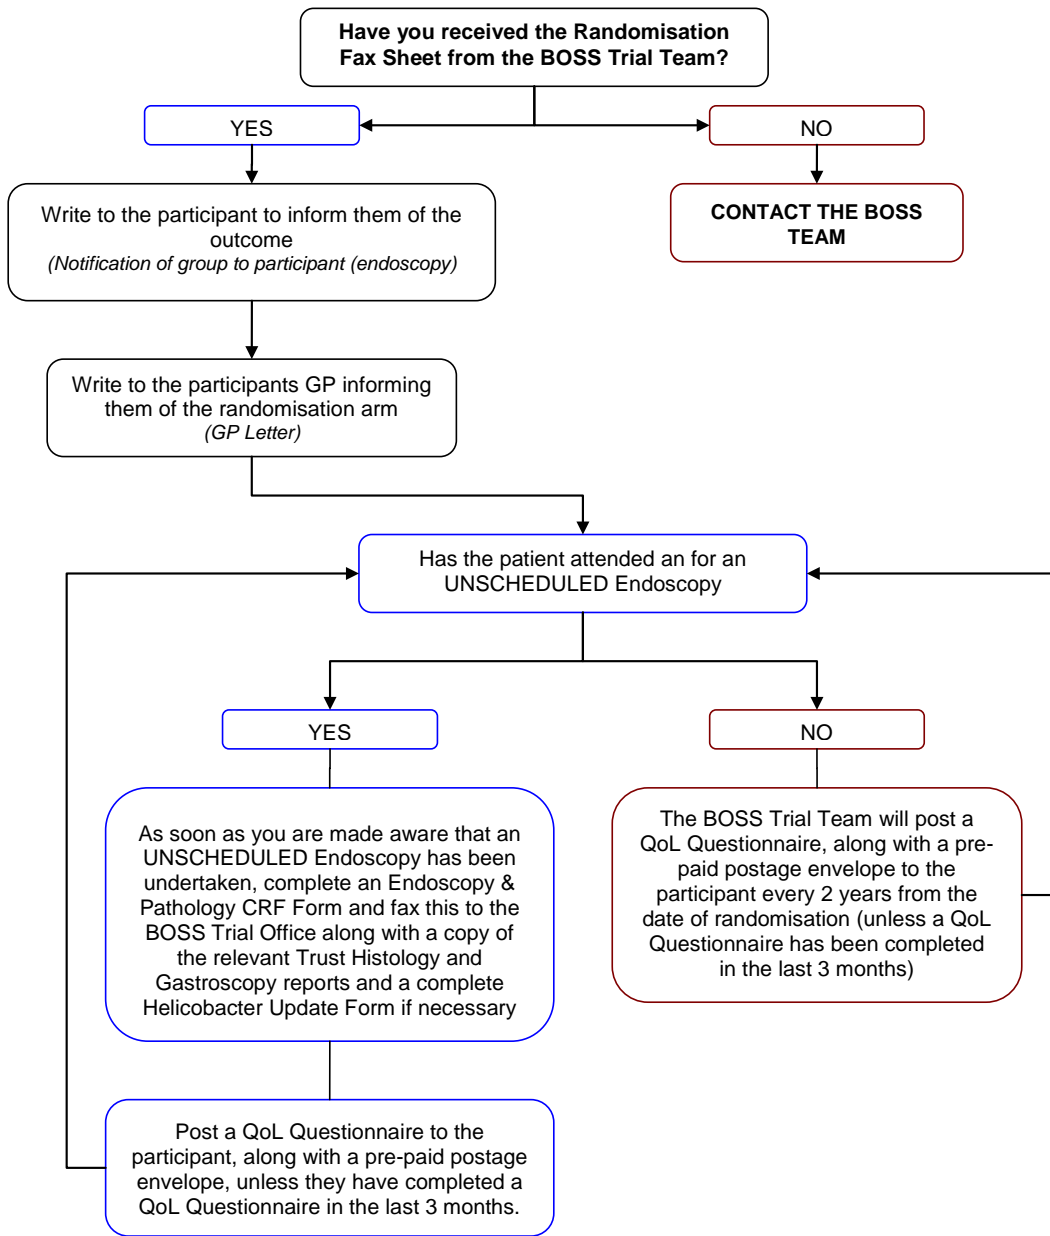 Have you received the Randomisation
Fax Sheet from the BOSS Trial Team?
YES
NO
Write to the participant to inform them of the
outcome
(Notification of group to participant (endoscopy)
CONTACT THE BOSS
TEAM
Write to the participants GP informing
them of the randomisation arm
(GP Letter)
Has the patient attended an for an
UNSCHEDULED Endoscopy
YES
NO
As soon as you are made aware that an
UNSCHEDULED Endoscopy has been
undertaken, complete an Endoscopy &
Pathology CRF Form and fax this to the
BOSS Trial Office along with a copy of
the relevant Trust Histology and
Gastroscopy reports and a complete
Helicobacter Update Form if necessary
The BOSS Trial Team will post a
QoL Questionnaire, along with a pre-
paid postage envelope to the
participant every 2 years from the
date of randomisation (unless a QoL
Questionnaire has been completed
in the last 3 months)
Post a QoL Questionnaire to the
participant, along with a pre-paid postage
envelope, unless they have completed a
QoL Questionnaire in the last 3 months.